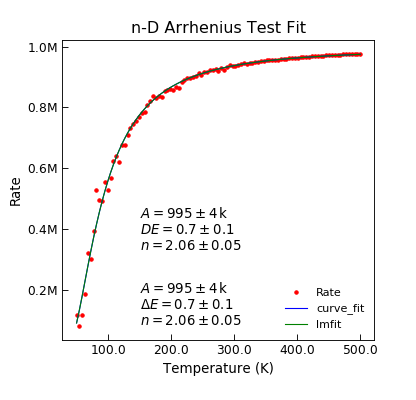 n-D Arrhenius Test Fit
1.0M
0.8M
0.6M
0.4M
0.2M
Rate
A = 995 ± 4 k
DE = 0.7 ± 0.1
n = 2.06 ± 0.05
A = 995 ± 4 k
ΔE = 0.7 ± 0.1
n = 2.06 ± 0.05
Rate
curve_fit
lmfit
100.0 200.0 300.0 400.0 500.0
Temperature (K)